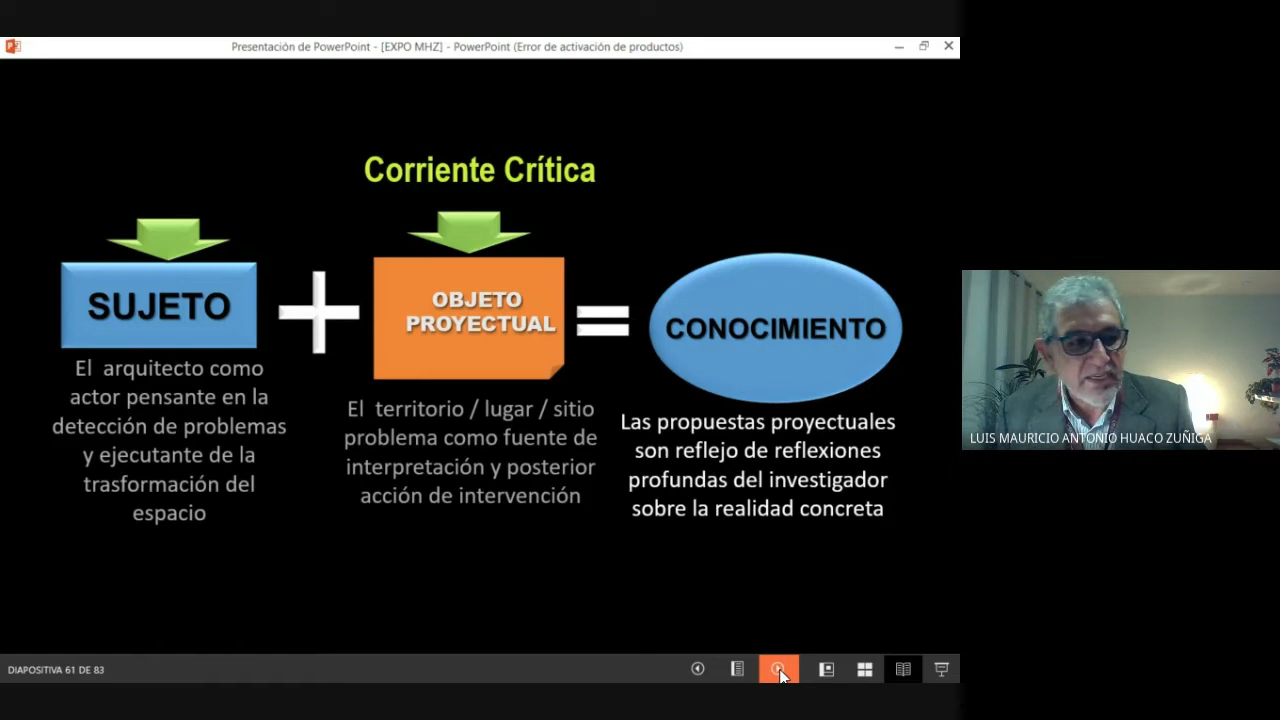 Presentación de PowerPoint - [EXPO MHZ] - PowerPoint (Error de activación de productos)
Corriente Crítica
SUJETO
El arquitecto como
actor pensante en la
detección de problemas
y ejecutante de la
trasformación del
espacio
OBJETO
PROYECTUAL
El territorio / lugar / sitio
problema como fuente de
interpretación y posterior
acción de intervención
CONOCIMIENTO
Las propuestas proyectuales
son reflejo de reflexiones
profundas del investigador
sobre la realidad concreta
LUIS MAURICIO ANTONIO HUACO ZUÑIGA
DIAPOSITIVA 61 DE 83